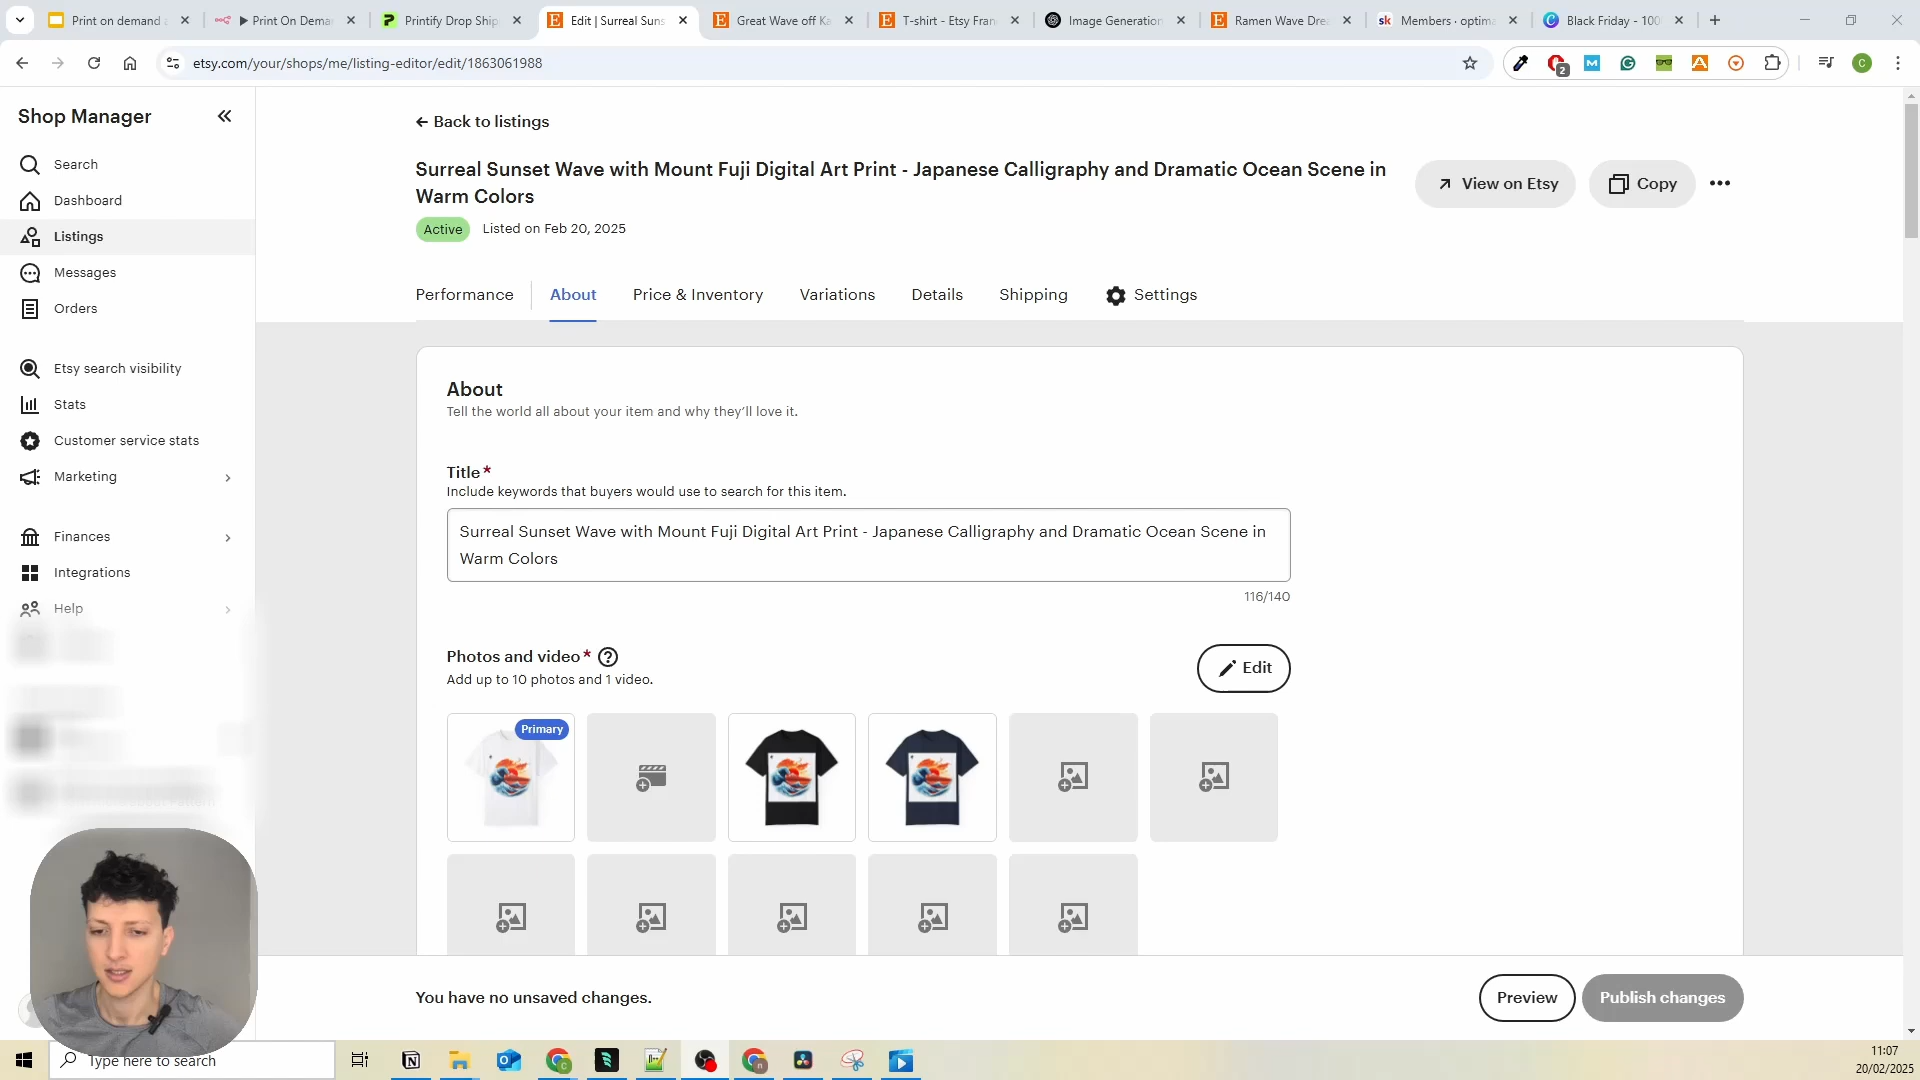 Print on demand
Print On Dema
Printify Drop Ship
Edit | Surreal Suns
Great Wave off Ka
T-shirt - Etsy Fran
Image Generation
Ramen Wave Dre
sk
Members · optim
Black Friday - 100
etsy.com/your/shops/me/listing-editor/edit/1863061988
2
C
Shop Manager
Search
Dashboard
Listings
Messages
Orders
Etsy search visibility
Stats
Customer service stats
Marketing
Finances
Integrations
Help
← Back to listings
Surreal Sunset Wave with Mount Fuji Digital Art Print - Japanese Calligraphy and Dramatic Ocean Scene in
Warm Colors
View on Etsy
Copy
Active
Listed on Feb 20, 2025
Performance
About
Price & Inventory
Variations
Details
Shipping
Settings
About
Tell the world all about your item and why they'll love it.
Title*
Include keywords that buyers would use to search for this item.
Surreal Sunset Wave with Mount Fuji Digital Art Print - Japanese Calligraphy and Dramatic Ocean Scene in
Warm Colors
116/140
Photos and video*
Add up to 10 photos and 1 video.
Edit
Primary
You have no unsaved changes.
Preview
Publish changes
Type here to search
11:07
20/02/2025